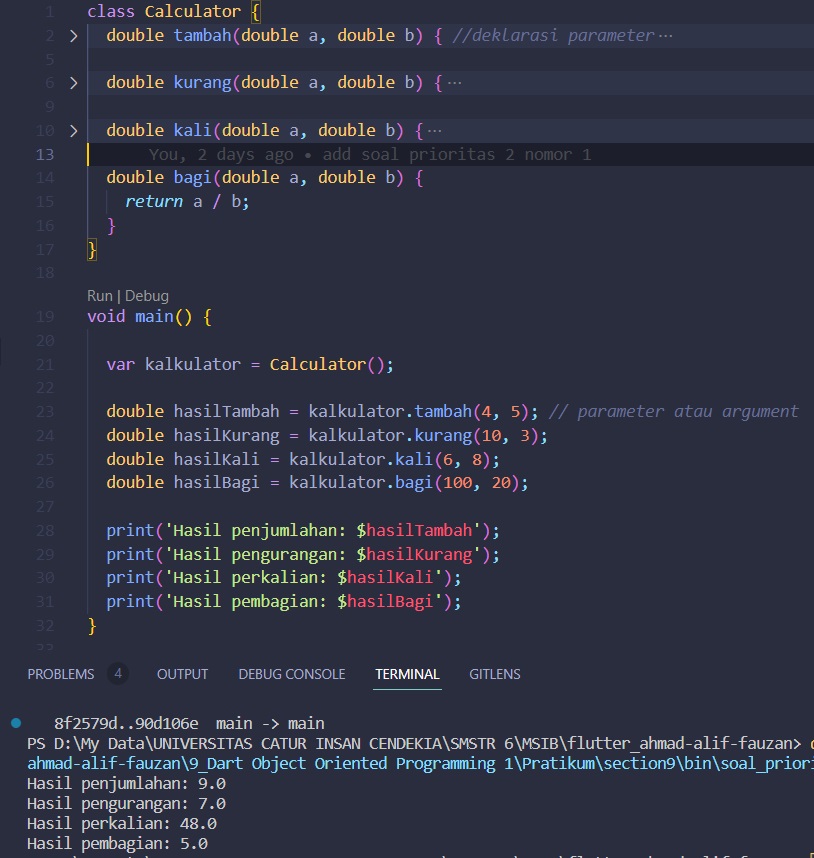 1 class Calculator {
2 double tambah(double a, double b) { //deklarasi parameter ···
5
6 double kurang(double a, double b) { ···
9
10 double kali(double a, double b) { ···
13 You, 2 days ago • add soal prioritas 2 nomor 1
14 double bagi(double a, double b) {
15 return a / b;
16 }
17 }
18
Run | Debug
19 void main() {
20
21 var kalkulator = Calculator();
22
23 double hasilTambah = kalkulator.tambah(4, 5); // parameter atau argument
24 double hasilKurang = kalkulator.kurang(10, 3);
25 double hasilKali = kalkulator.kali(6, 8);
26 double hasilBagi = kalkulator.bagi(100, 20);
27
28 print('Hasil penjumlahan: $hasilTambah');
29 print('Hasil pengurangan: $hasilKurang');
30 print('Hasil perkalian: $hasilKali');
31 print('Hasil pembagian: $hasilBagi');
32 }
33
PROBLEMS 4 OUTPUT DEBUG CONSOLE TERMINAL GITLENS
8f2579d..90d106e main -> main
PS D:\My Data\UNIVERSITAS CATUR INSAN CENDEKIA\SMSTR 6\MSIB\flutter_ahmad-alif-fauzan>
ahmad-alif-fauzan\9_Dart Object Oriented Programming 1\Pratikum\section9\bin\soal_prior
Hasil penjumlahan: 9.0
Hasil pengurangan: 7.0
Hasil perkalian: 48.0
Hasil pembagian: 5.0